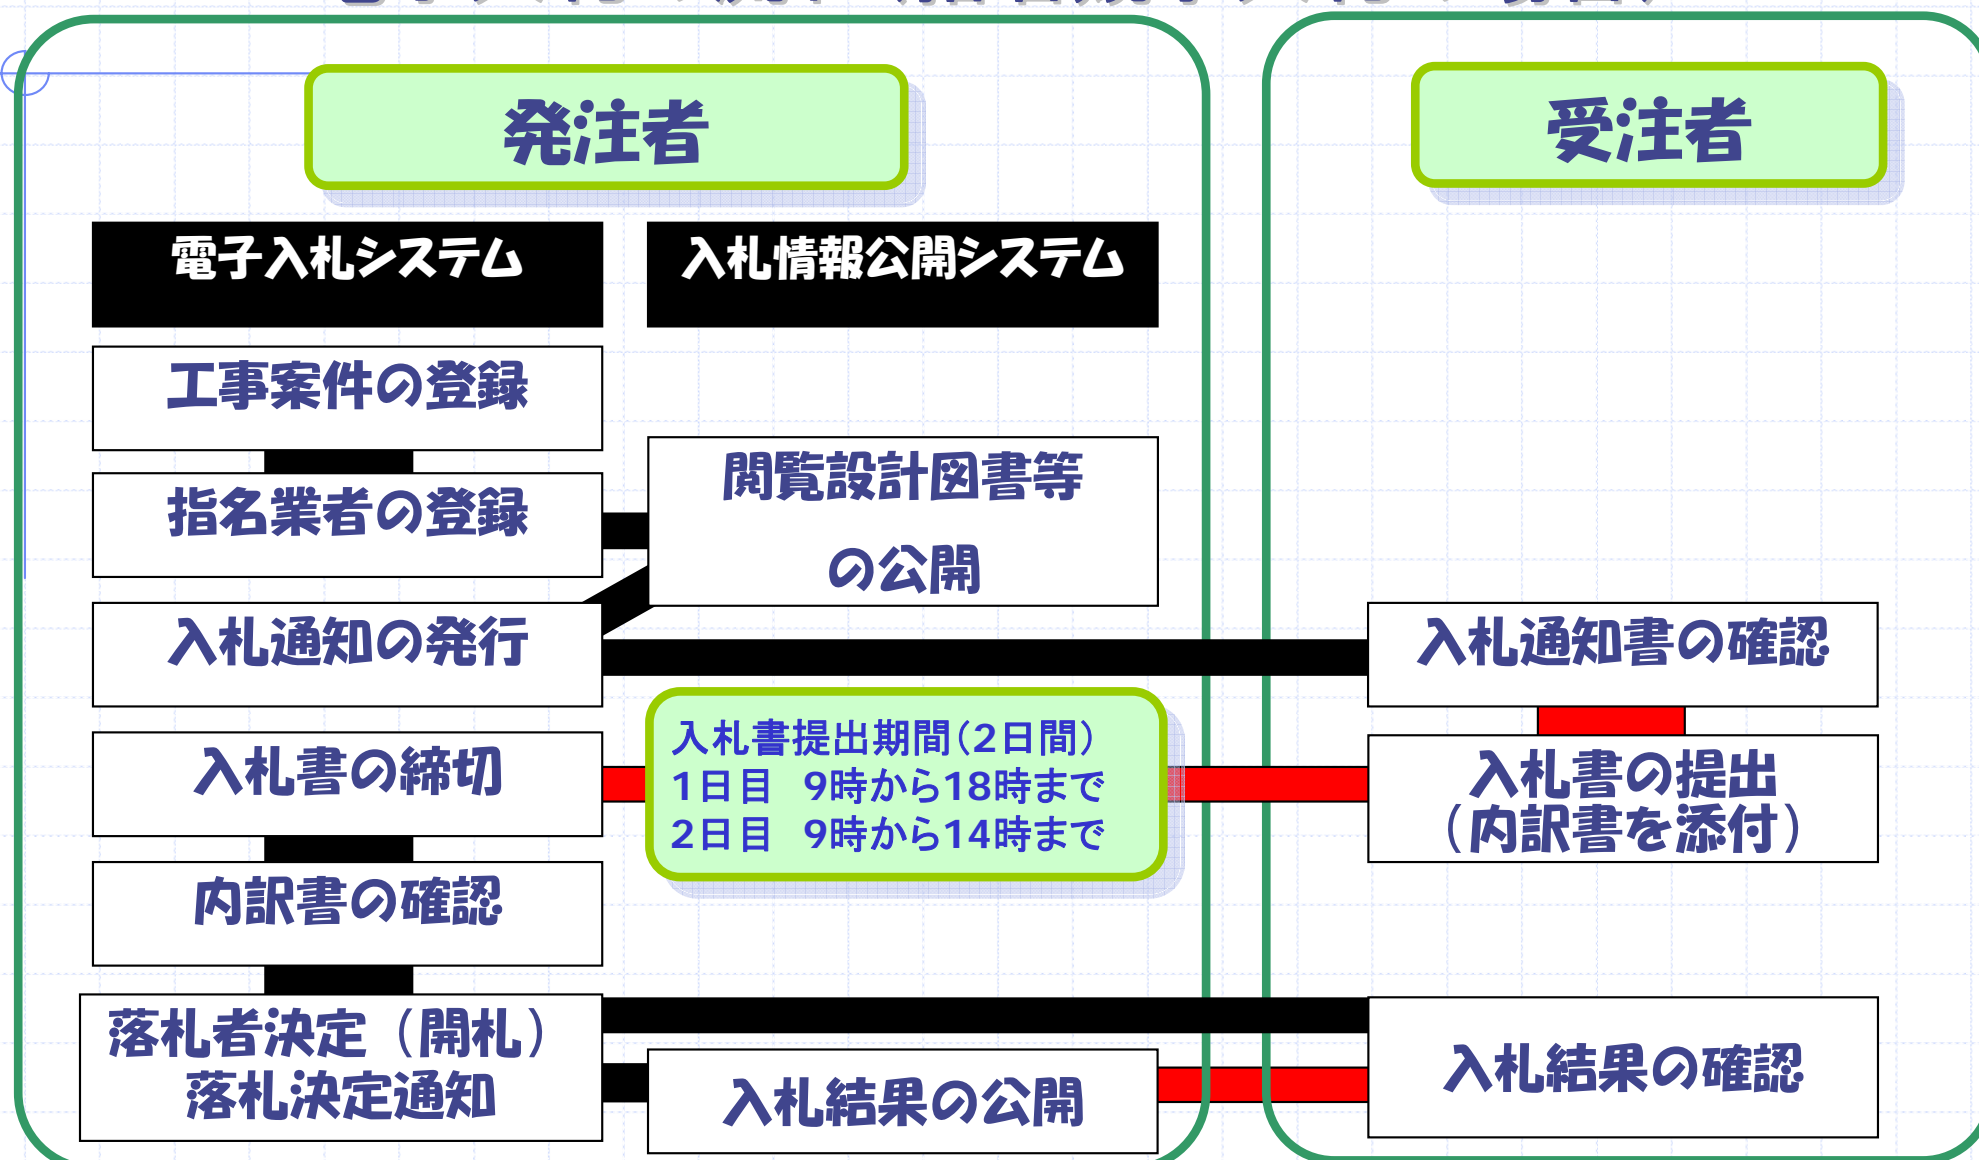 発注者
受注者
電子入札システム
入札情報公開システム
工事案件の登録
指名業者の登録
閲覧設計図書等
の公開
入札通知の発行
入札通知書の確認
入札書の締切
入札書提出期間（2日間）
1日目　9時から18時まで
2日目　9時から14時まで
入札書の提出
（内訳書を添付）
内訳書の確認
落札者決定（開札）
落札決定通知
入札結果の公開
入札結果の確認